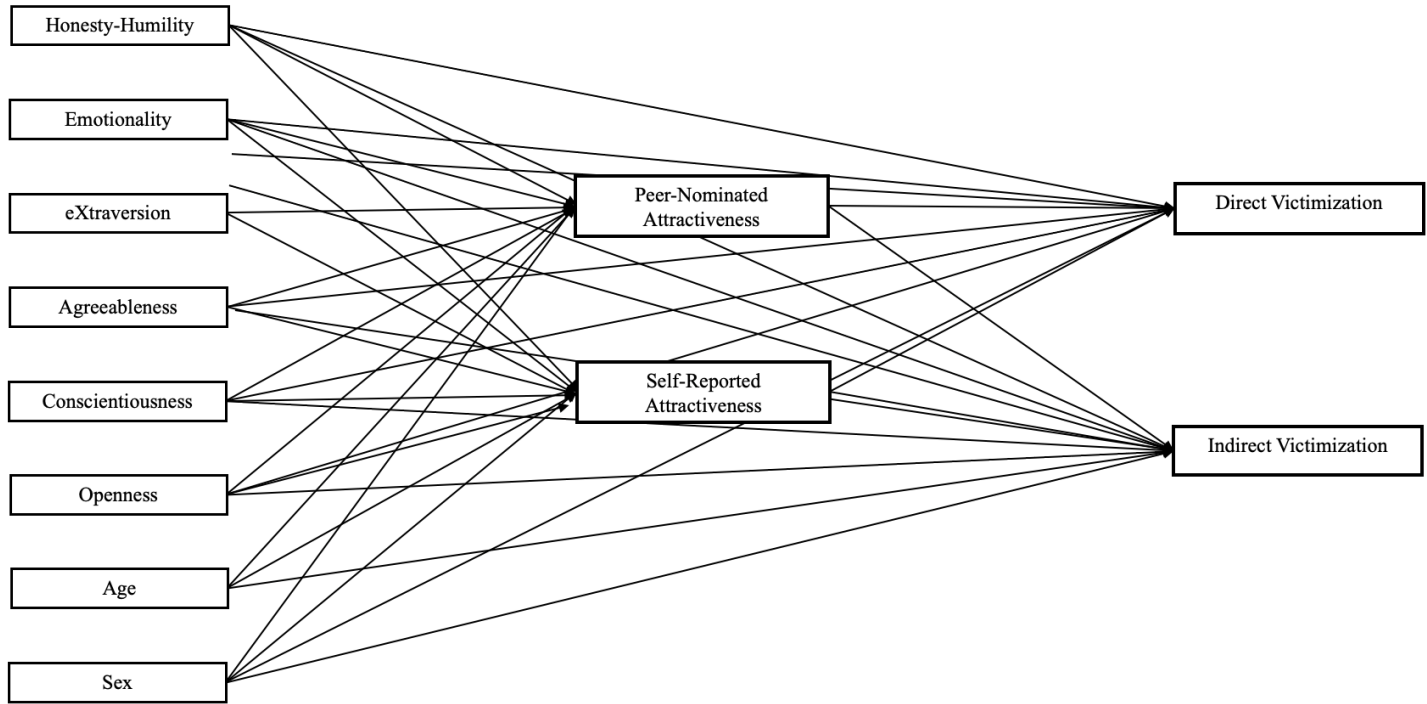 Honesty-Humility
Emotionality
eXtraversion
Agreeableness
Conscientiousness
Openness
Age
Sex
Peer-Nominated
Attractiveness
Self-Reported
Attractiveness
Direct Victimization
Indirect Victimization